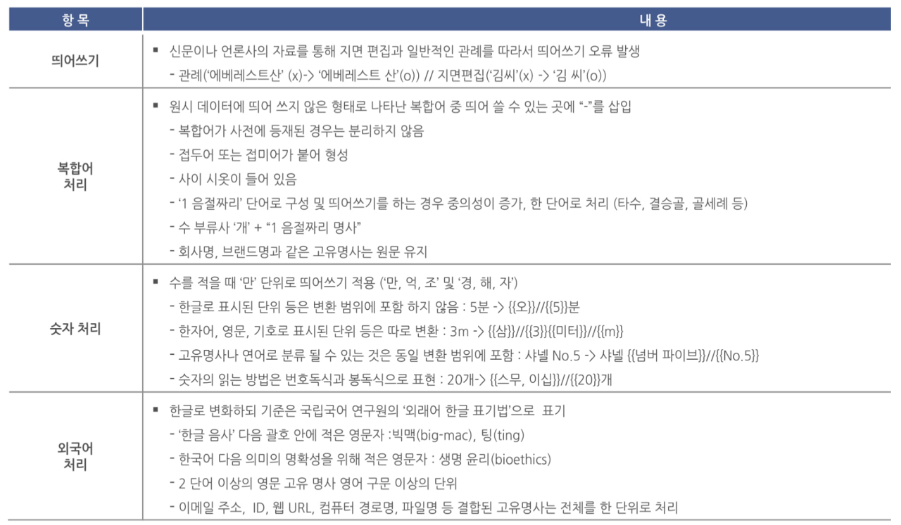 항 목
내 용
띄어쓰기
▪ 신문이나 언론사의 자료를 통해 지면 편집과 일반적인 관례를 따라서 띄어쓰기 오류 발생
- 관례('에베레스트산' (x)-> '에베레스트 산'(o)) // 지면편집('김씨'(x) -> '김 씨'(o))
복합어
처리
▪ 원시 데이터에 띄어 쓰지 않은 형태로 나타난 복합어 중 띄어 쓸 수 있는 곳에 "-"를 삽입
- 복합어가 사전에 등재된 경우는 분리하지 않음
- 접두어 또는 접미어가 붙어 형성
- 사이 시옷이 들어 있음
- '1 음절짜리' 단어로 구성 및 띄어쓰기를 하는 경우 중의성이 증가, 한 단어로 처리 (타수, 결승골, 골세례 등)
- 수 부류사 '개' + "1 음절짜리 명사"
- 회사명, 브랜드명과 같은 고유명사는 원문 유지
숫자 처리
▪ 수를 적을 때 '만' 단위로 띄어쓰기 적용 ('만, 억, 조' 및 '경, 해, 자')
- 한글로 표시된 단위 등은 변환 범위에 포함 하지 않음 : 5분 -> {{오}}//{{5}}분
- 한자어, 영문, 기호로 표시된 단위 등은 따로 변환 : 3m -> {{삼}}//{{3}}{{미터}}//{{m}}
- 고유명사나 연어로 분류 될 수 있는 것은 동일 변환 범위에 포함 : 샤넬 No.5 -> 샤넬 {{넘버 파이브}}//{{No.5}}
- 숫자의 읽는 방법은 번호독식과 봉독식으로 표현 : 20개-> {{스무, 이십}}//{{20}}개
외국어
처리
▪ 한글로 변화하되 기준은 국립국어 연구원의 '외래어 한글 표기법'으로 표기
- '한글 음사' 다음 괄호 안에 적은 영문자 :빅맥(big-mac), 팅(ting)
- 한국어 다음 의미의 명확성을 위해 적은 영문자 : 생명 윤리(bioethics)
- 2 단어 이상의 영문 고유 명사 영어 구문 이상의 단위
- 이메일 주소, ID, 웹 URL, 컴퓨터 경로명, 파일명 등 결합된 고유명사는 전체를 한 단위로 처리